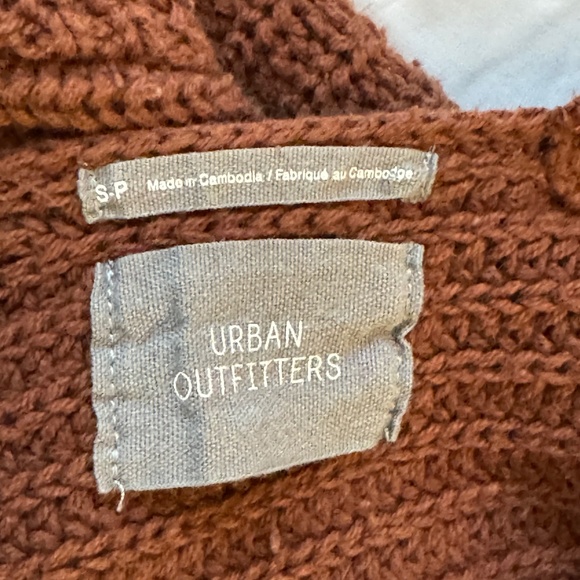 S-P Made in Cambodia / Fabriqué au Cambodge
URBAN
OUTFITTERS